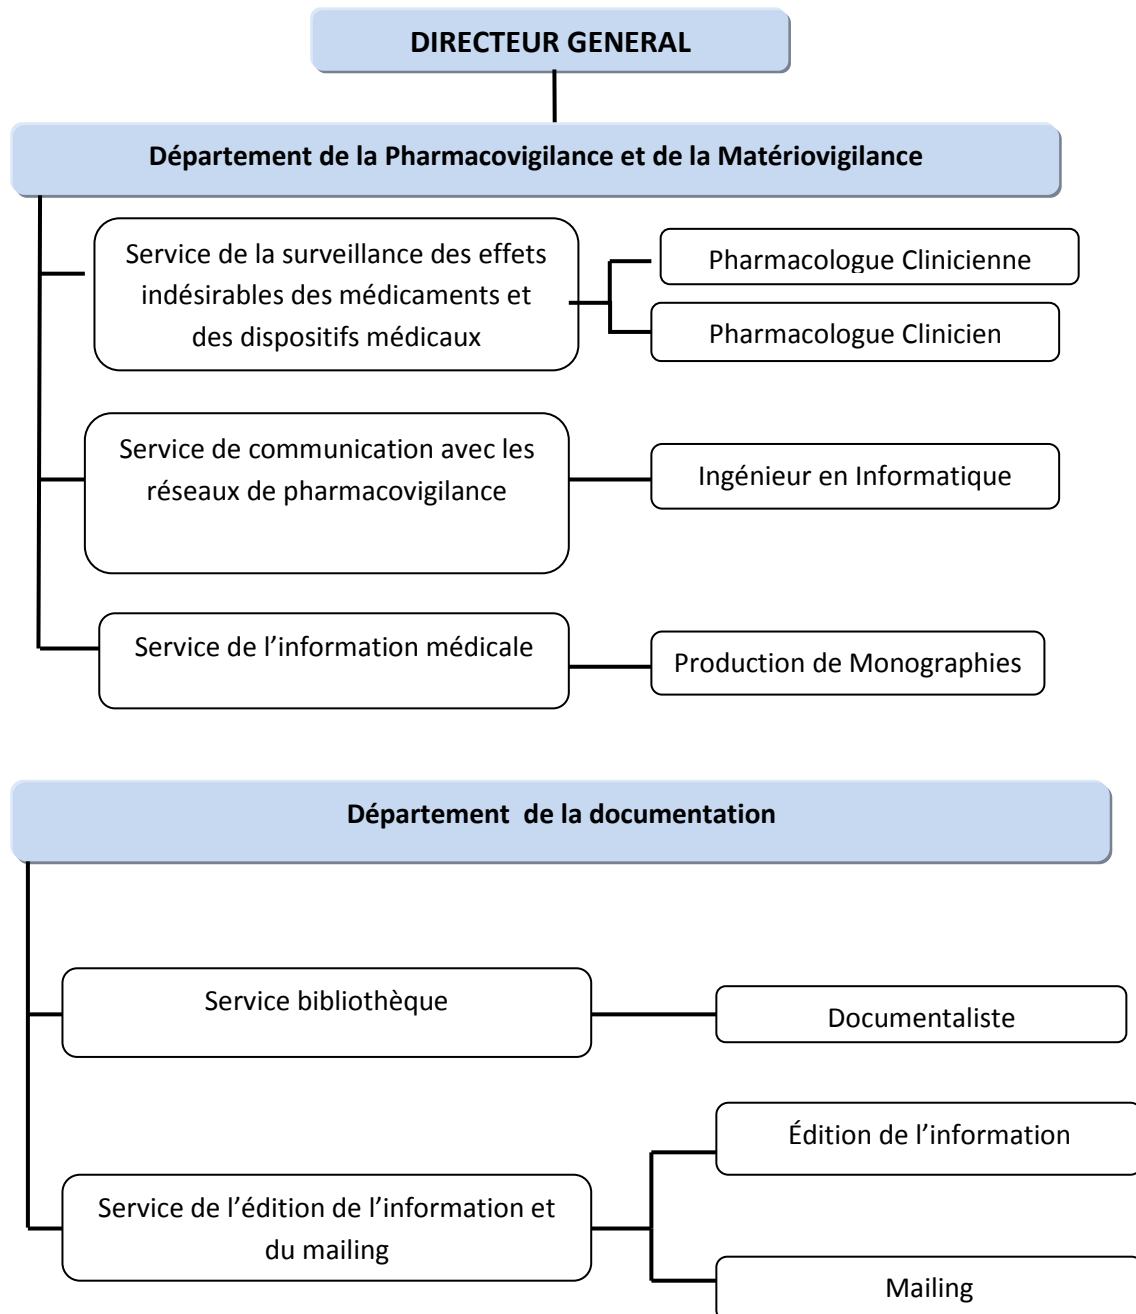 DIRECTEUR GENERAL
Département de la Pharmacovigilance et de la Matériovigilance
Service de la surveillance des effets
indésirables des médicaments et
des dispositifs médicaux
Pharmacologue Clinicienne
Pharmacologue Clinicien
Service de communication avec les
réseaux de pharmacovigilance
Ingénieur en Informatique
Service de l’information médicale
Production de Monographies
Département de la documentation
Service bibliothèque
Documentaliste
Édition de l’information
Service de l’édition de l’information et
du mailing
Mailing